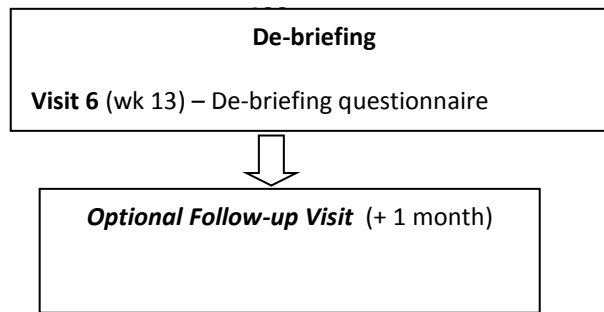 De-briefing
Visit 6 (wk 13) – De-briefing questionnaire
Optional Follow-up Visit (+ 1 month)